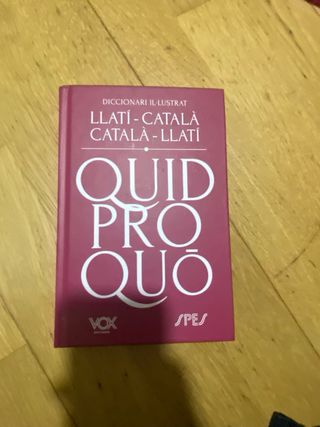 DICCIONARI IL·LUSTRAT
LLATÍ - CATALÀ
CATALÀ - LLATÍ
QUID
PRO
QUŌ
VOX
SPES